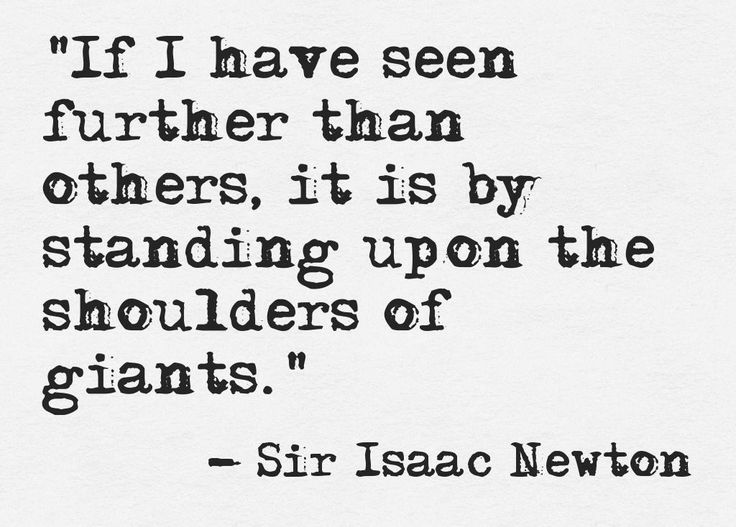 "If I have seen
further than
others, it is by
standing upon the
shoulders of
giants."
— Sir Isaac Newton